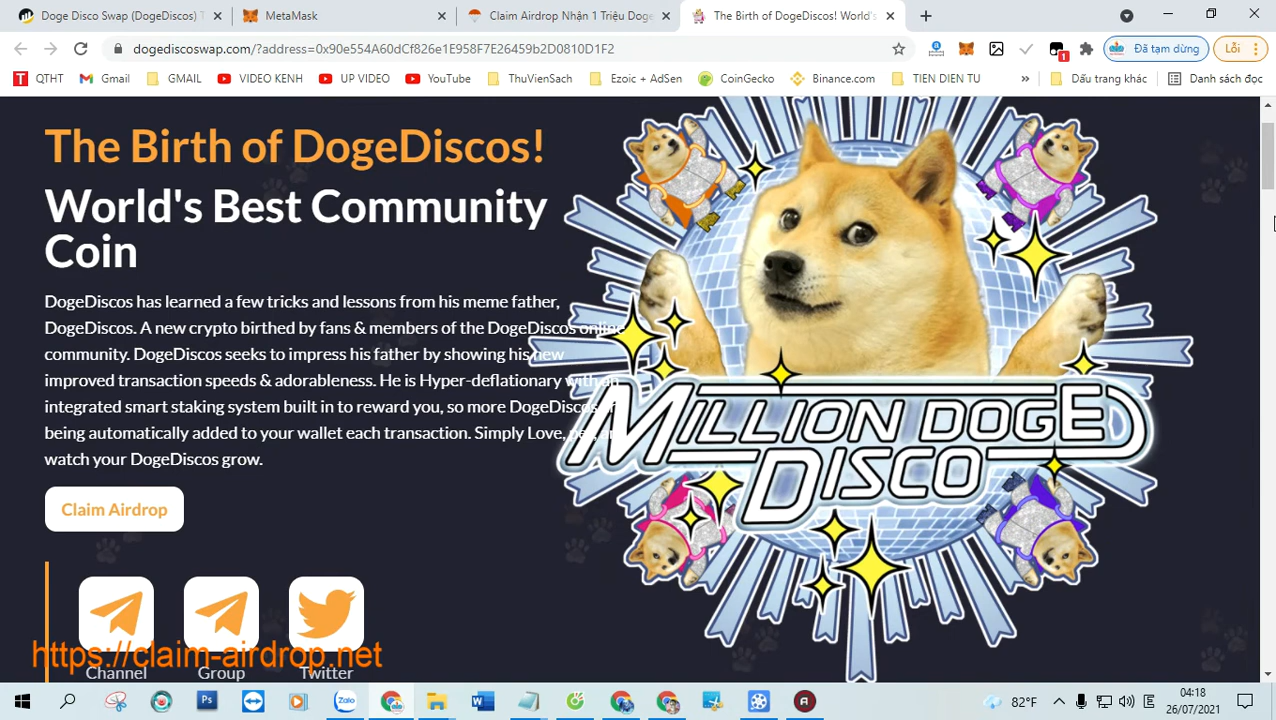 Doge Disco Swap (DogeDiscos) T
MetaMask
Claim Airdrop Nhận 1 Triệu Doge
The Birth of DogeDiscos! World's
dogediscoswap.com/?address=0x90e554A60dCf826e1E958F7E26459b2D0810D1F2
1
Đã tạm dừng
Lỗi
QTHT
Gmail
GMAIL
VIDEO KENH
UP VIDEO
YouTube
ThuVienSach
Ezoic + AdSen
CoinGecko
Binance.com
TIEN DIEN TU
»
Dấu trang khác
Danh sách đọc
The Birth of DogeDiscos!
World's Best Community
Coin
DogeDiscos has learned a few tricks and lessons from his meme father,
DogeDiscos. A new crypto birthed by fans & members of the DogeDiscos online
community. DogeDiscos seeks to impress his father by showing his new
improved transaction speeds & adorableness. He is Hyper-deflationary with an
integrated smart staking system built in to reward you, so more DogeDiscos
being automatically added to your wallet each transaction. Simply Love,
watch your DogeDiscos grow.
Claim Airdrop
MILLION DOGE
DISCO
Channel
Group
Twitter
https://claim-airdrop.net
82°F
04:18
26/07/2021